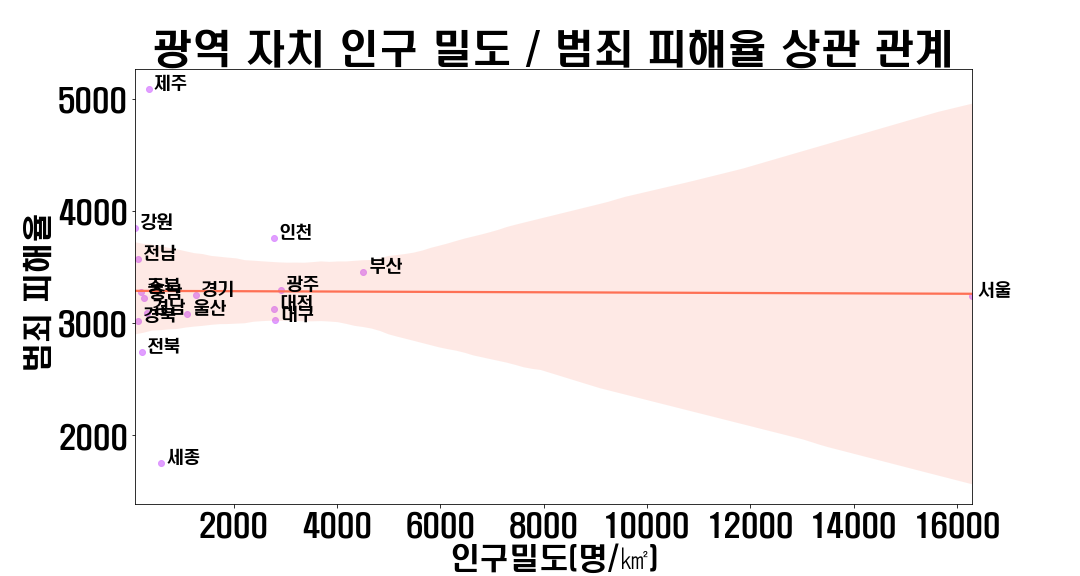 광역 자치 인구 밀도 / 범죄 피해율 상관 관계
5000
4000
3000
2000
범죄 피해율
제주
강원
인천
전남
부산
충북
충남
경기
광주
서울
경남
울산
대전
대구
경북
전북
세종
2000
4000
6000
8000
10000
12000
14000
16000
인구밀도(명/㎢)